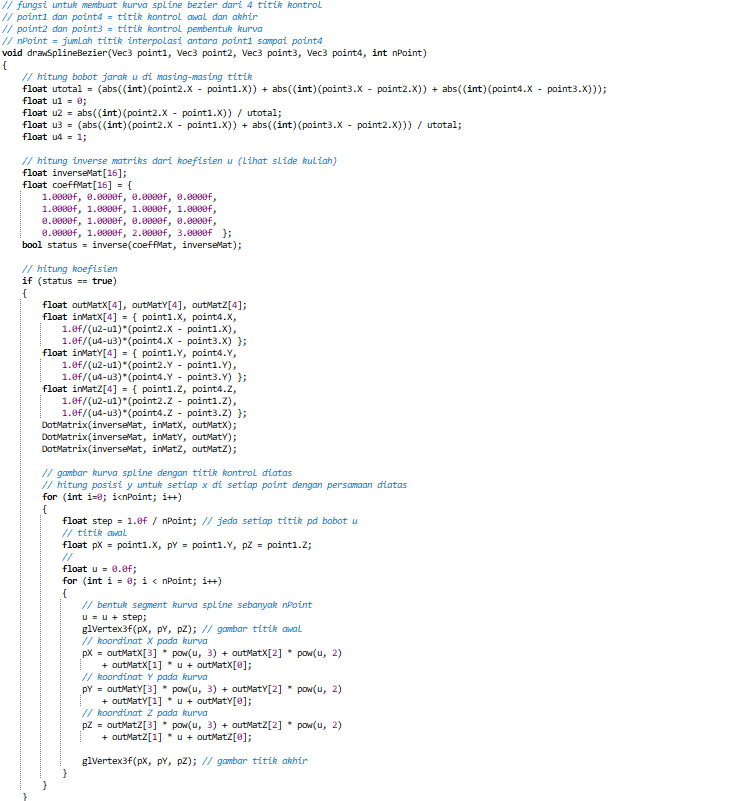 // fungsi untuk membuat kurva spline bezier dari 4 titik kontrol
// point1 dan point4 = titik kontrol awal dan akhir
// point2 dan point3 = titik kontrol pembentuk kurva
// nPoint = jumlah titik interpolasi antara point1 sampai point4
void drawSplineBezier(Vec3 point1, Vec3 point2, Vec3 point3, Vec3 point4, int nPoint)
{
    // hitung bobot jarak u di masing-masing titik
    float utotal = (abs((int)(point2.X - point1.X)) + abs((int)(point3.X - point2.X)) + abs((int)(point4.X - point3.X)));
    float u1 = 0;
    float u2 = abs((int)(point2.X - point1.X)) / utotal;
    float u3 = (abs((int)(point2.X - point1.X)) + abs((int)(point3.X - point2.X))) / utotal;
    float u4 = 1;

    // hitung inverse matriks dari koefisien u (lihat slide kuliah)
    float inverseMat[16];
    float coeffMat[16] = {
        1.0000f, 0.0000f, 0.0000f, 0.0000f,
        1.0000f, 1.0000f, 1.0000f, 1.0000f,
        0.0000f, 1.0000f, 0.0000f, 0.0000f,
        0.0000f, 1.0000f, 2.0000f, 3.0000f  };
    bool status = inverse(coeffMat, inverseMat);

    // hitung koefisien
    if (status == true)
    {
        float outMatX[4], outMatY[4], outMatZ[4];
        float inMatX[4] = { point1.X, point4.X,
            1.0f/(u2-u1)*(point2.X - point1.X),
            1.0f/(u4-u3)*(point4.X - point3.X) };
        float inMatY[4] = { point1.Y, point4.Y,
            1.0f/(u2-u1)*(point2.Y - point1.Y),
            1.0f/(u4-u3)*(point4.Y - point3.Y) };
        float inMatZ[4] = { point1.Z, point4.Z,
            1.0f/(u2-u1)*(point2.Z - point1.Z),
            1.0f/(u4-u3)*(point4.Z - point3.Z) };
        DotMatrix(inverseMat, inMatX, outMatX);
        DotMatrix(inverseMat, inMatY, outMatY);
        DotMatrix(inverseMat, inMatZ, outMatZ);

        // gambar kurva spline dengan titik kontrol diatas
        // hitung posisi y untuk setiap x di setiap point dengan persamaan diatas
        for (int i=0; i<nPoint; i++)
        {
            float step = 1.0f / nPoint; // jeda setiap titik pd bobot u
            // titik awal
            float pX = point1.X, pY = point1.Y, pZ = point1.Z;
            //
            float u = 0.0f;
            for (int i = 0; i < nPoint; i++)
            {
                // bentuk segment kurva spline sebanyak nPoint
                u = u + step;
                glVertex3f(pX, pY, pZ); // gambar titik awal
                // koordinat X pada kurva
                pX = outMatX[3] * pow(u, 3) + outMatX[2] * pow(u, 2)
                    + outMatX[1] * u + outMatX[0];
                // koordinat Y pada kurva
                pY = outMatY[3] * pow(u, 3) + outMatY[2] * pow(u, 2)
                    + outMatY[1] * u + outMatY[0];
                // koordinat Z pada kurva
                pZ = outMatZ[3] * pow(u, 3) + outMatZ[2] * pow(u, 2)
                    + outMatZ[1] * u + outMatZ[0];

                glVertex3f(pX, pY, pZ); // gambar titik akhir
            }
        }
    }